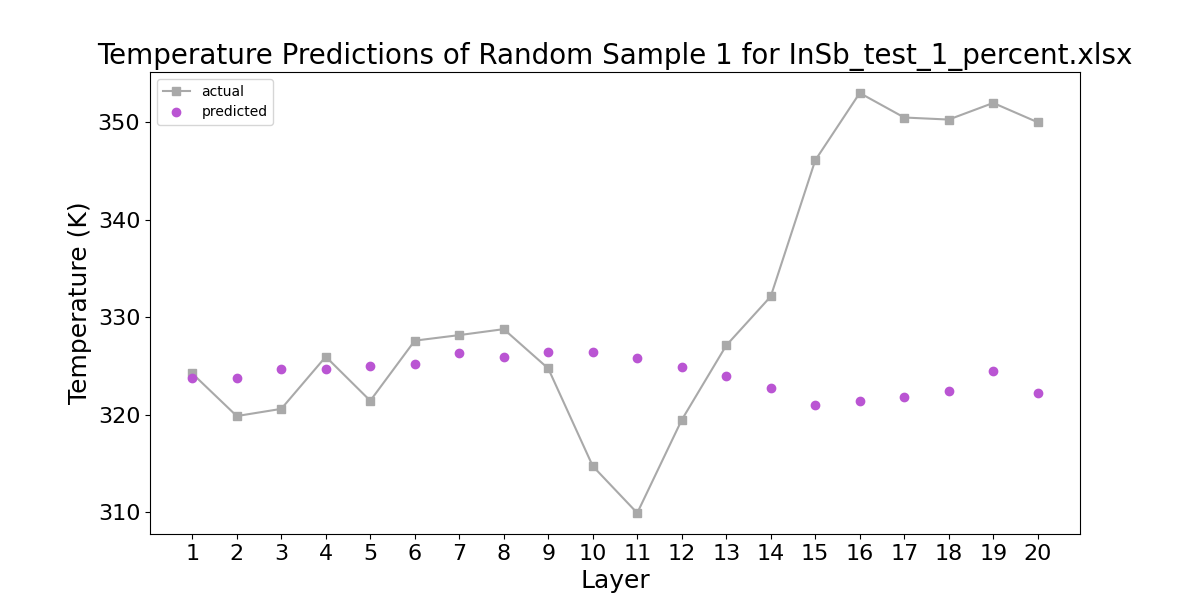 Temperature Predictions of Random Sample 1 for InSb_test_1_percent.xlsx
actual
predicted
350
340
330
320
310
Temperature (K)
1 2 3 4 5 6 7 8 9 10 11 12 13 14 15 16 17 18 19 20
Layer